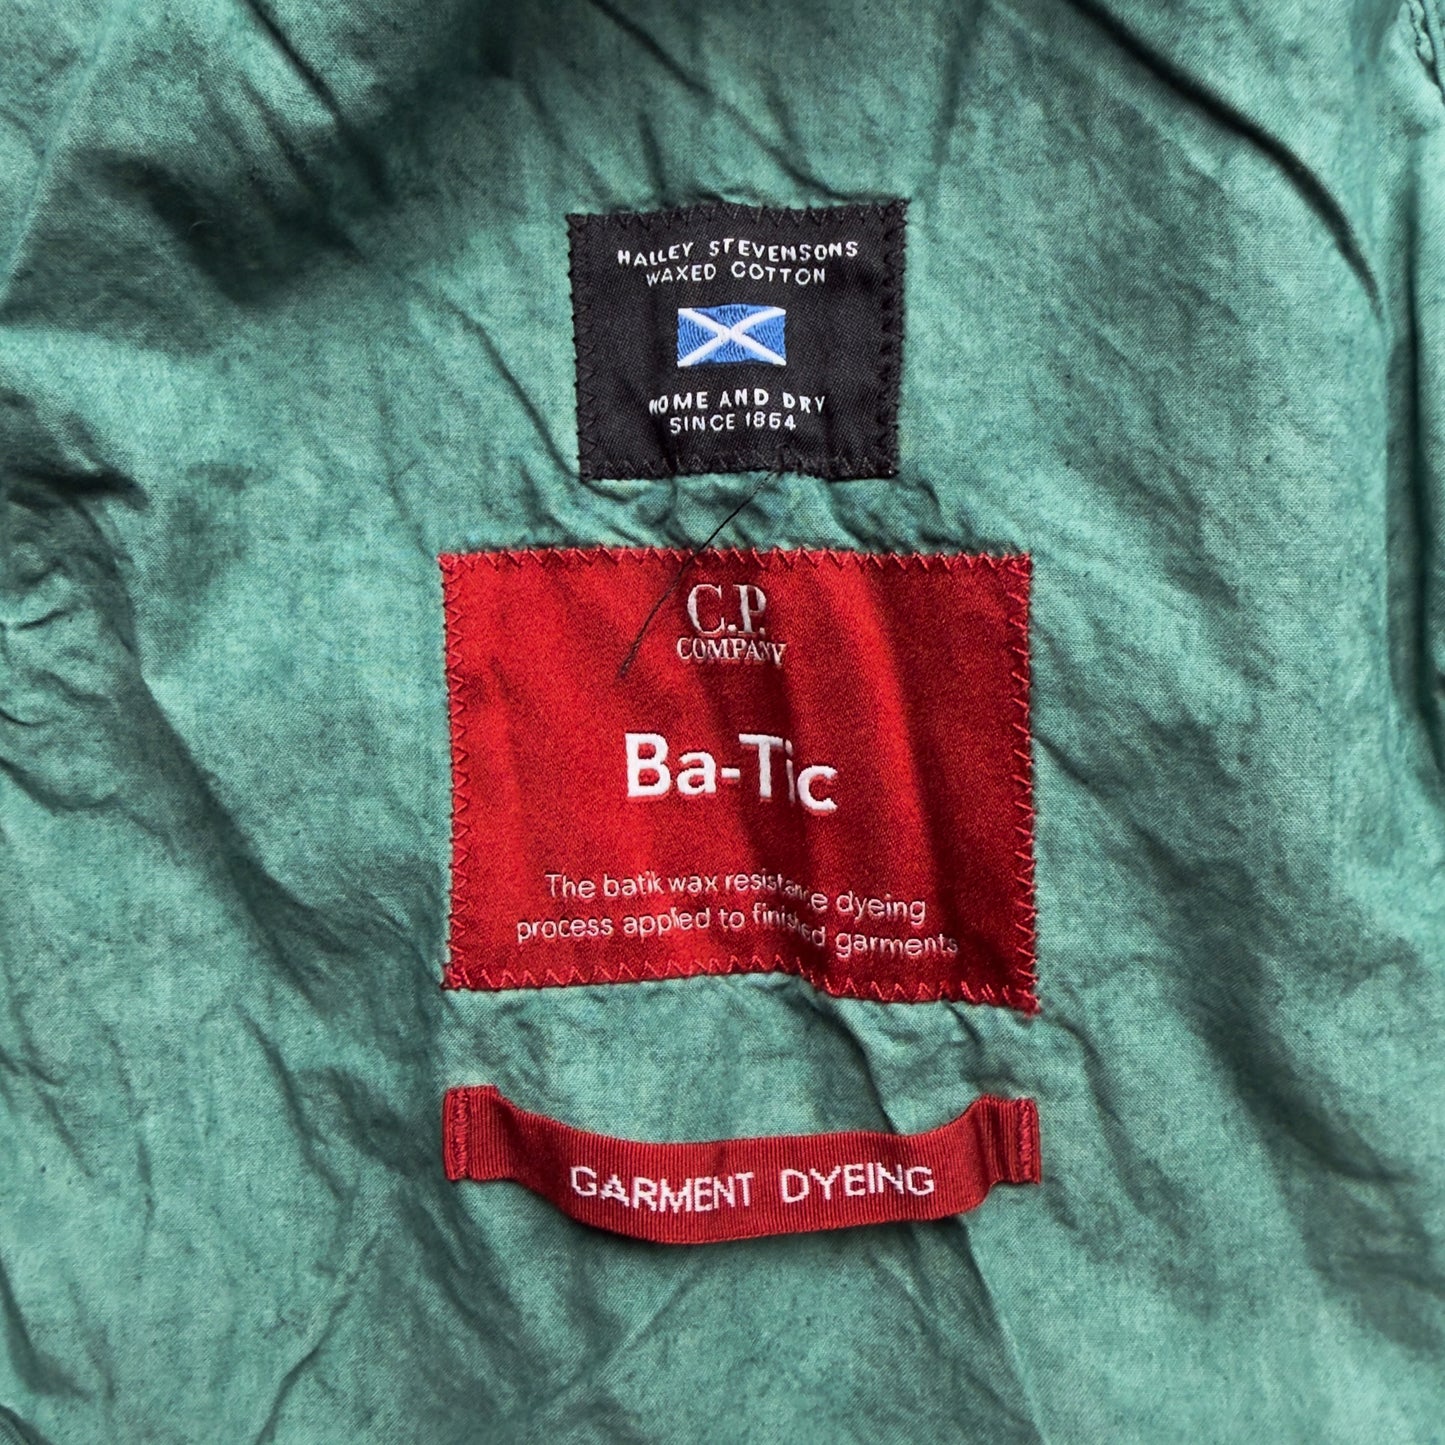 HALLEY STEVENSONS
WAXED COTTON
HOME AND DRY
SINCE 1864
C.P.
COMPANY
Ba-Tic
The batik wax resistance dyeing
process applied to finished garments
GARMENT DYEING